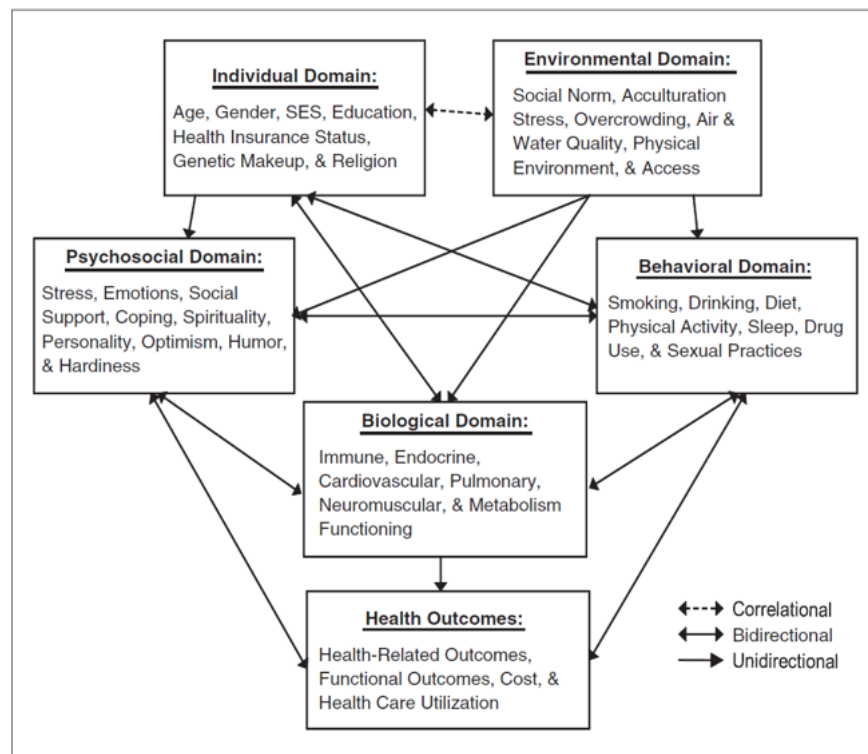 Individual Domain:
Age, Gender, SES, Education,
Health Insurance Status,
Genetic Makeup, & Religion
Environmental Domain:
Social Norm, Acculturation
Stress, Overcrowding, Air &
Water Quality, Physical
Environment, & Access
Psychosocial Domain:
Stress, Emotions, Social
Support, Coping, Spirituality,
Personality, Optimism, Humor,
& Hardiness
Behavioral Domain:
Smoking, Drinking, Diet,
Physical Activity, Sleep, Drug
Use, & Sexual Practices
Biological Domain:
Immune, Endocrine,
Cardiovascular, Pulmonary,
Neuromuscular, & Metabolism
Functioning
Health Outcomes:
Health-Related Outcomes,
Functional Outcomes, Cost, &
Health Care Utilization
Correlational
Bidirectional
Unidirectional